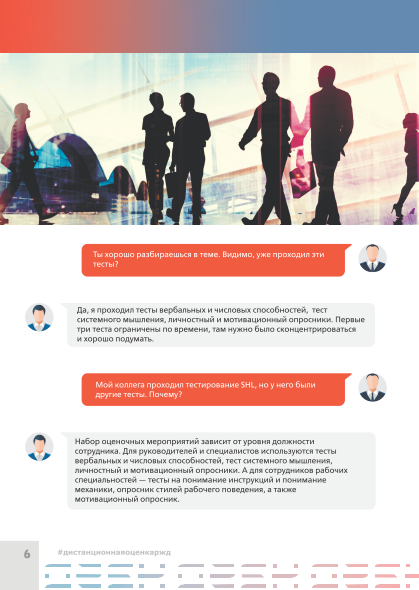 Ты хорошо разбираешься в теме. Видимо, уже проходил эти
тесты?
Да, я проходил тесты вербальных и числовых способностей, тест
системного мышления, личностный и мотивационный опросники. Первые
три теста ограничены по времени, там нужно было сконцентрироваться
и хорошо подумать.
Мой коллега проходил тестирование SHL, но у него были
другие тесты. Почему?
Набор оценочных мероприятий зависит от уровня должности
сотрудника. Для руководителей и специалистов используются тесты
вербальных и числовых способностей, тест системного мышления,
личностный и мотивационный опросники. А для сотрудников рабочих
специальностей — тесты на понимание инструкций и понимание
механики, опросник стилей рабочего поведения, а также
мотивационный опросник.
6
#дистанционнаяоценкаржд